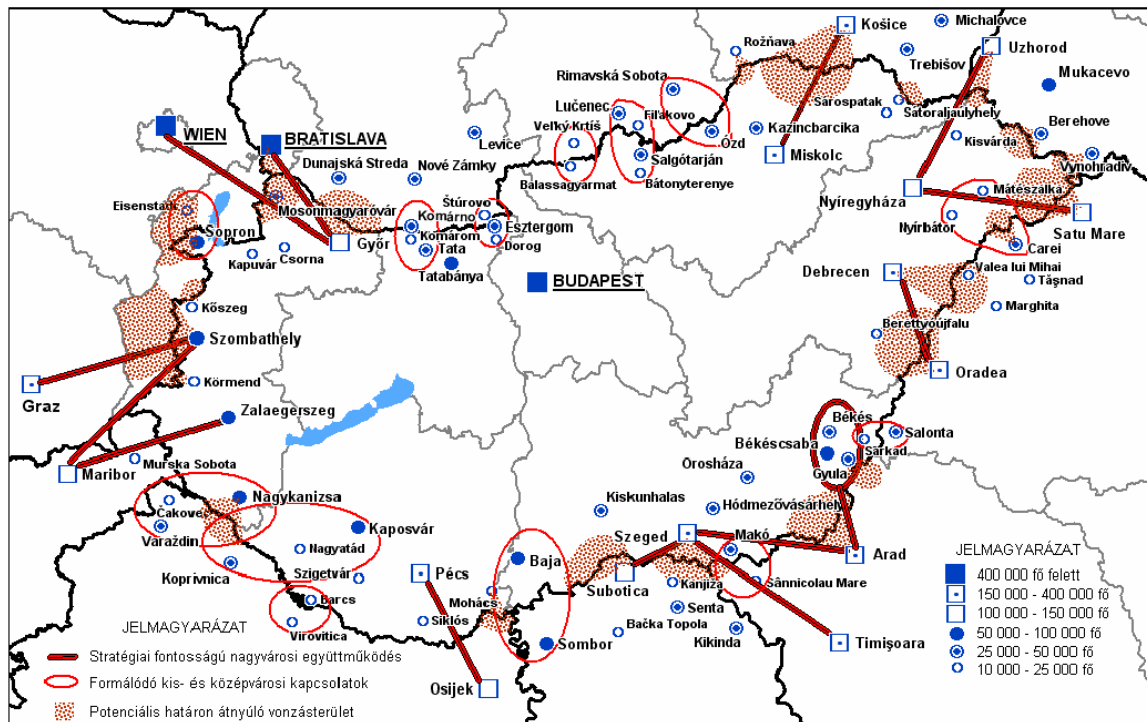 Košice
Michalovce
Rožňava
Uzhorod
Trebišov
Rimavská Sobota
Mukacevo
Lučenec
Sárospatak
WIEN
BRATISLAVA
Fiľakovo
Satoraljaulyhely
Veľký Krtíš
Ózd
Kazincbarcika
Berehove
Levice
Kisvárda
Dunajská Streda
Nové Zámky
Salgótarján
Miskolc
Vynohradiv
Balassagyarmat
Bátonyterenye
Mátészalka
Eisenstadt
Nyíregyháza
Mosonmagyaróvár
Štúrovo
Komárno
Esztergom
Nyírbátor
Satu Mare
Sopron
Győr
Komárom
Dorog
Carei
Kapuvár
Csorna
Tata
Tatabánya
Debrecen
Valea lui Mihai
Tășnad
BUDAPEST
Marghita
Kőszeg
Berettyóújfalu
Szombathely
Körmend
Oradea
Graz
Zalaegerszeg
Békés
Salonta
Békéscsaba
Sarkad
Maribor
Murska Sobota
Orosháza
Gyula
Čakovec
Nagykanizsa
Kiskunhalas
Hódmezővásárhely
Varaždin
Kaposvár
Szeged
Makó
Nagyatád
Baja
Arad
Koprivnica
Szigetvár
Pécs
Subotica
Kanjiža
Sânnicolau Mare
Barcs
Mohács
Senta
Virovitica
Siklós
Bačka Topola
Kikinda
Sombor
Timișoara
Osijek
JELMAGYARÁZAT
Stratégiai fontosságú nagyvárosi együttműködés
Formálódó kis- és középvárosi kapcsolatok
Potenciális határon átnyúló vonzásterület
JELMAGYARÁZAT
400 000 fő felett
150 000 - 400 000 fő
100 000 - 150 000 fő
50 000 - 100 000 fő
25 000 - 50 000 fő
10 000 - 25 000 fő